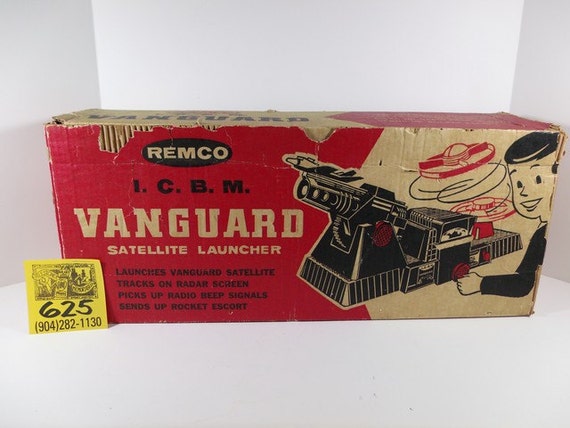 VANGUARD
REMCO
I. C. B. M.
VANGUARD
SATELLITE LAUNCHER
LAUNCHES VANGUARD SATELLITE
TRACKS ON RADAR SCREEN
PICKS UP RADIO BEEP SIGNALS
SENDS UP ROCKET ESCORT
625
(904)282-1130